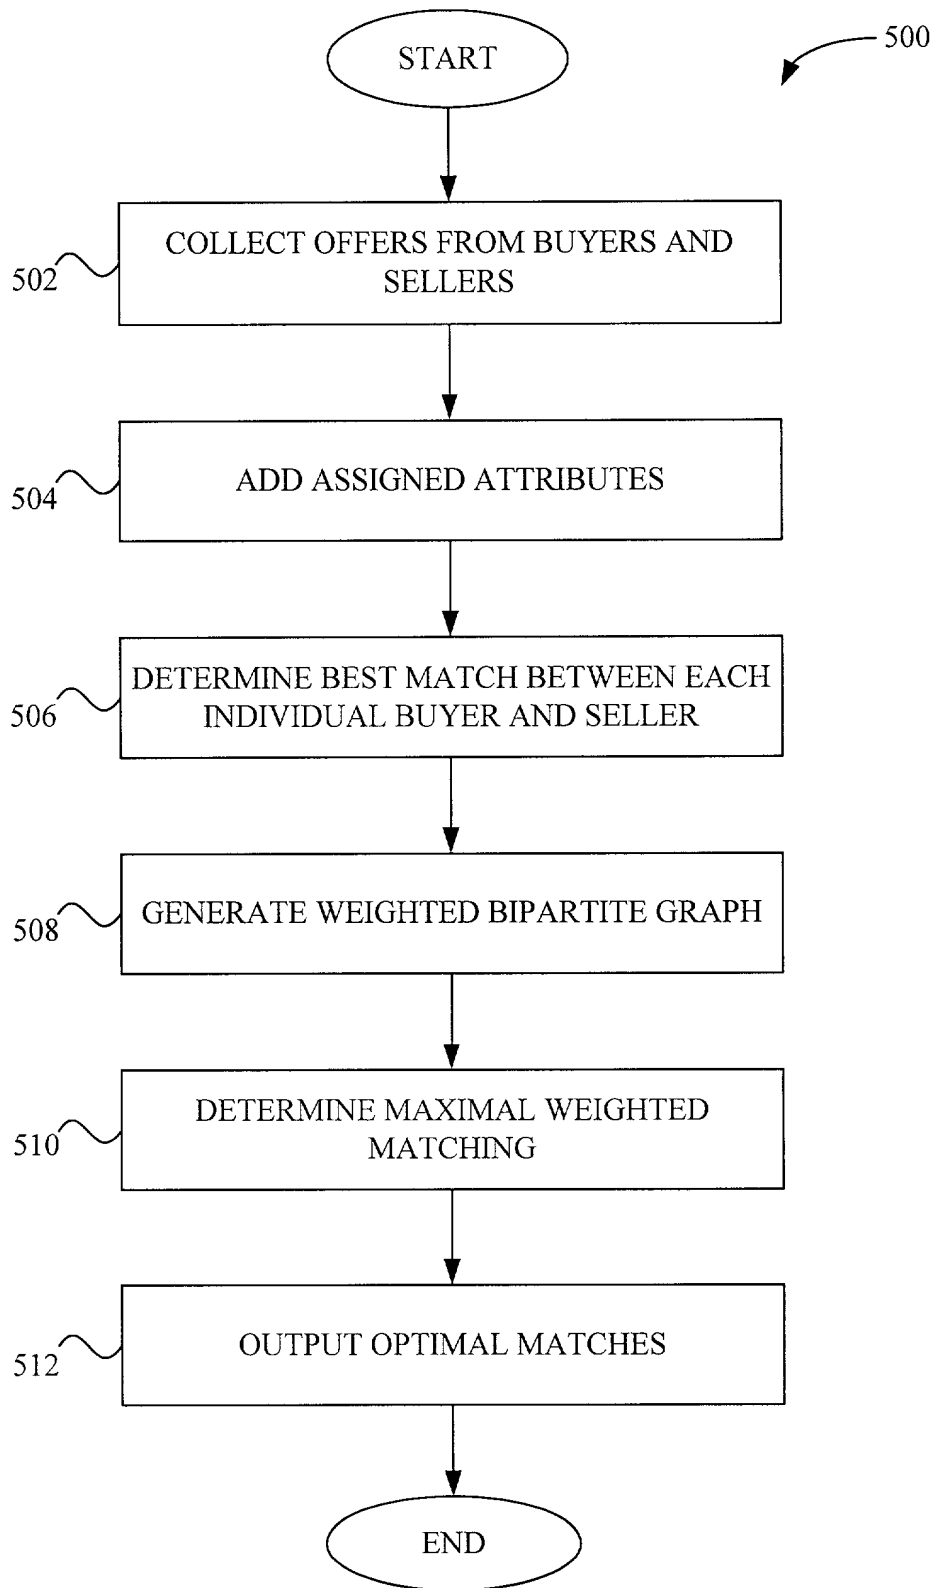 START
500
COLLECT OFFERS FROM BUYERS AND
SELLERS
502
ADD ASSIGNED ATTRIBUTES
504
DETERMINE BEST MATCH BETWEEN EACH
INDIVIDUAL BUYER AND SELLER
506
GENERATE WEIGHTED BIPARTITE GRAPH
508
DETERMINE MAXIMAL WEIGHTED
MATCHING
510
OUTPUT OPTIMAL MATCHES
512
END